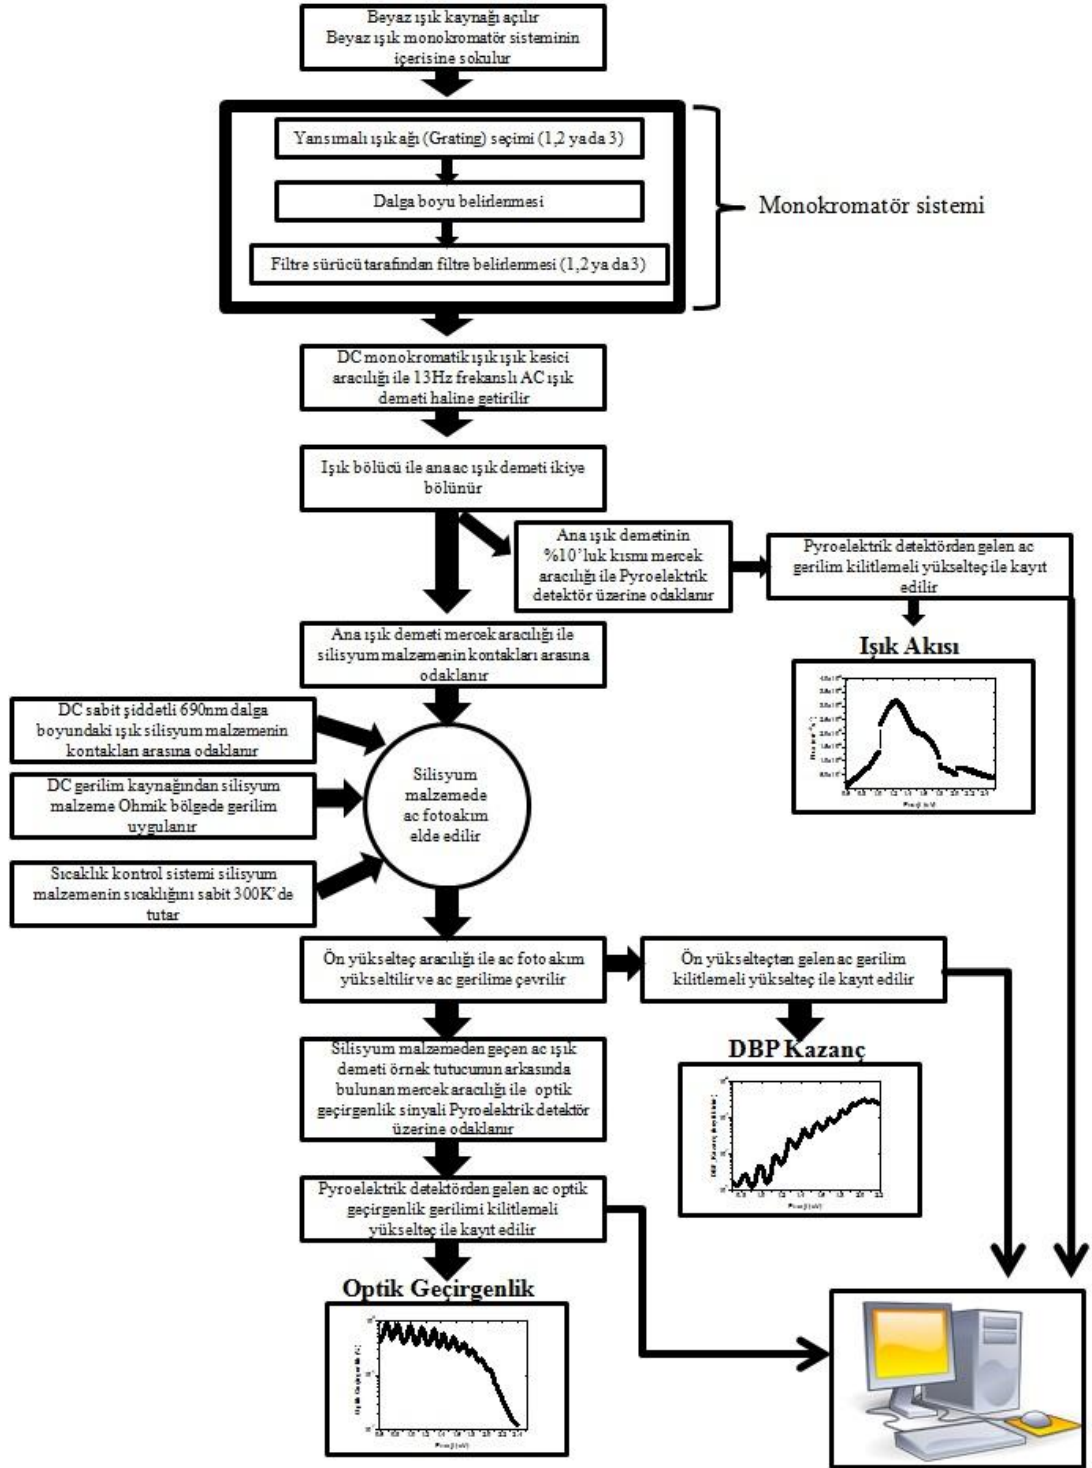 Beyaz ışık kaynağı açılır
Beyaz ışık monokromatör sisteminin
içerisine sokulur
Yansımalı ışık ağı (Grating) seçimi (1,2 ya da 3)
Dalga boyu belirlenmesi
Filtre sürücü tarafından filtre belirlenmesi (1,2 ya da 3)
Monokromatör sistemi
DC monokromatik ışık ışık kesici
aracılığı ile 13Hz frekanslı AC ışık
demeti haline getirilir
Işık bölücü ile ana ac ışık demeti ikiye
bölünür
Ana ışık demetinin
%10'luk kısmı mercek
aracılığı ile Pyroelektrik
detektör üzerine odaklanır
Pyroelektrik detektörden gelen ac
gerilim kilitlemeli yükselteç ile kayıt
edilir
Işık Akısı
Ana ışık demeti mercek aracılığı ile
silisyum malzemenin kontakları arasına
odaklanır
DC sabit şiddetli 690nm dalga
boyundaki ışık silisyum malzemenin
kontakları arasına odaklanır
DC gerilim kaynağından silisyum
malzeme Ohmik bölgede gerilim
uygulanır
Sıcaklık kontrol sistemi silisyum
malzemenin sıcaklığını sabit 300K'de
tutar
Silisyum
malzemede
ac fotoakım
elde edilir
Ön yükselteç aracılığı ile ac foto akım
yükseltilir ve ac gerilime çevrilir
Ön yükselteçten gelen ac gerilim
kilitlemeli yükselteç ile kayıt edilir
DBP Kazanç
Silisyum malzemeden geçen ac ışık
demeti örnek tutucunun arkasında
bulunan mercek aracılığı ile optik
geçirgenlik sinyali Pyroelektrik detektör
üzerine odaklanır
Pyroelektrik detektörden gelen ac optik
geçirgenlik gerilimi kilitlemeli
yükselteç ile kayıt edilir
Optik Geçirgenlik